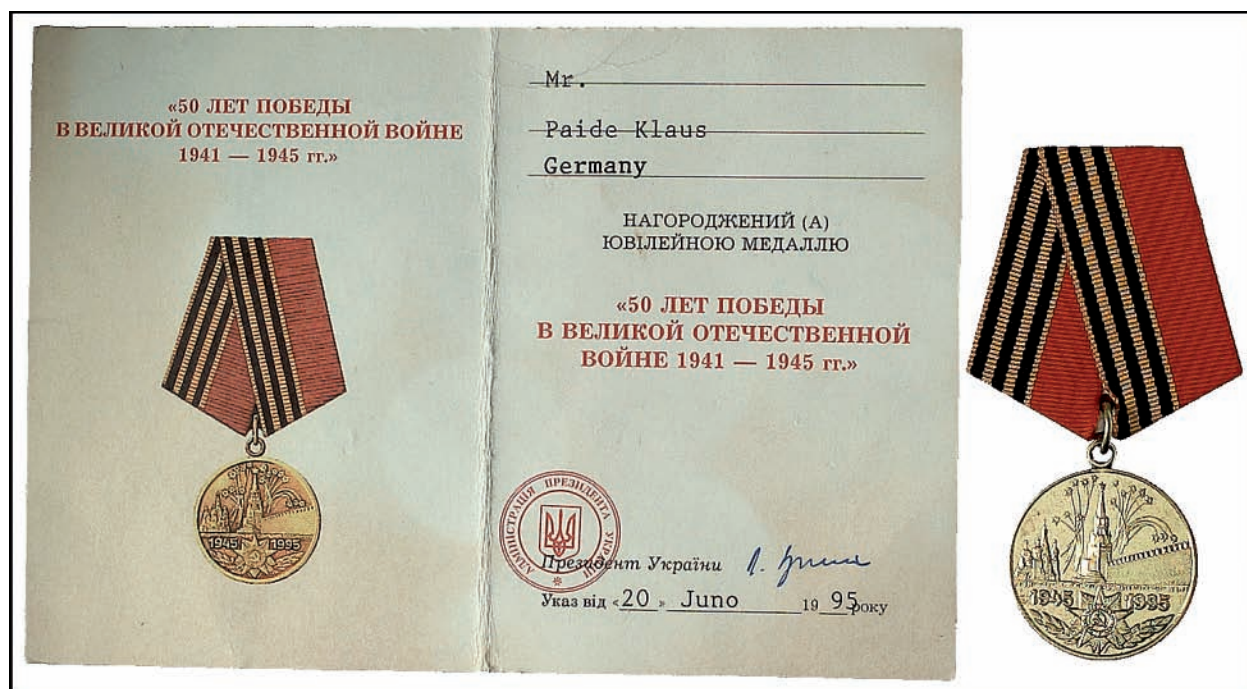 «50 ЛЕТ ПОБЕДЫ
В ВЕЛИКОЙ ОТЕЧЕСТВЕННОЙ ВОЙНЕ
1941 — 1945 гг.»
1945 1995
Mr.
Paide Klaus
Germany
НАГОРОДЖЕНИЙ (А)
ЮВІЛЕЙНОЮ МЕДАЛЛЮ
«50 ЛЕТ ПОБЕДЫ
В ВЕЛИКОЙ ОТЕЧЕСТВЕННОЙ
ВОЙНЕ 1941 — 1945 гг.»
АДМІНІСТРАЦІЯ ПРЕЗИДЕНТА УКРАЇНИ
Президент України
Указ від «20» Juno 1995 року
1945 1995